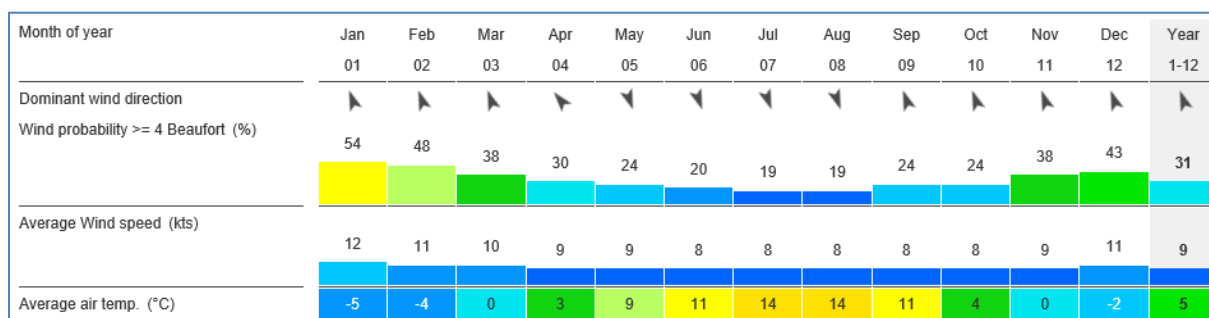 Month of year Jan Feb Mar Apr May Jun Jul Aug Sep Oct Nov Dec Year
01 02 03 04 05 06 07 08 09 10 11 12 1-12
Dominant wind direction
Wind probability >= 4 Beaufort (%)
54 48 38 30 24 20 19 19 24 24 38 43 31
Average Wind speed (kts)
12 11 10 9 9 8 8 8 8 8 9 11 9
Average air temp. (°C) -5 -4 0 3 9 11 14 14 11 4 0 -2 5